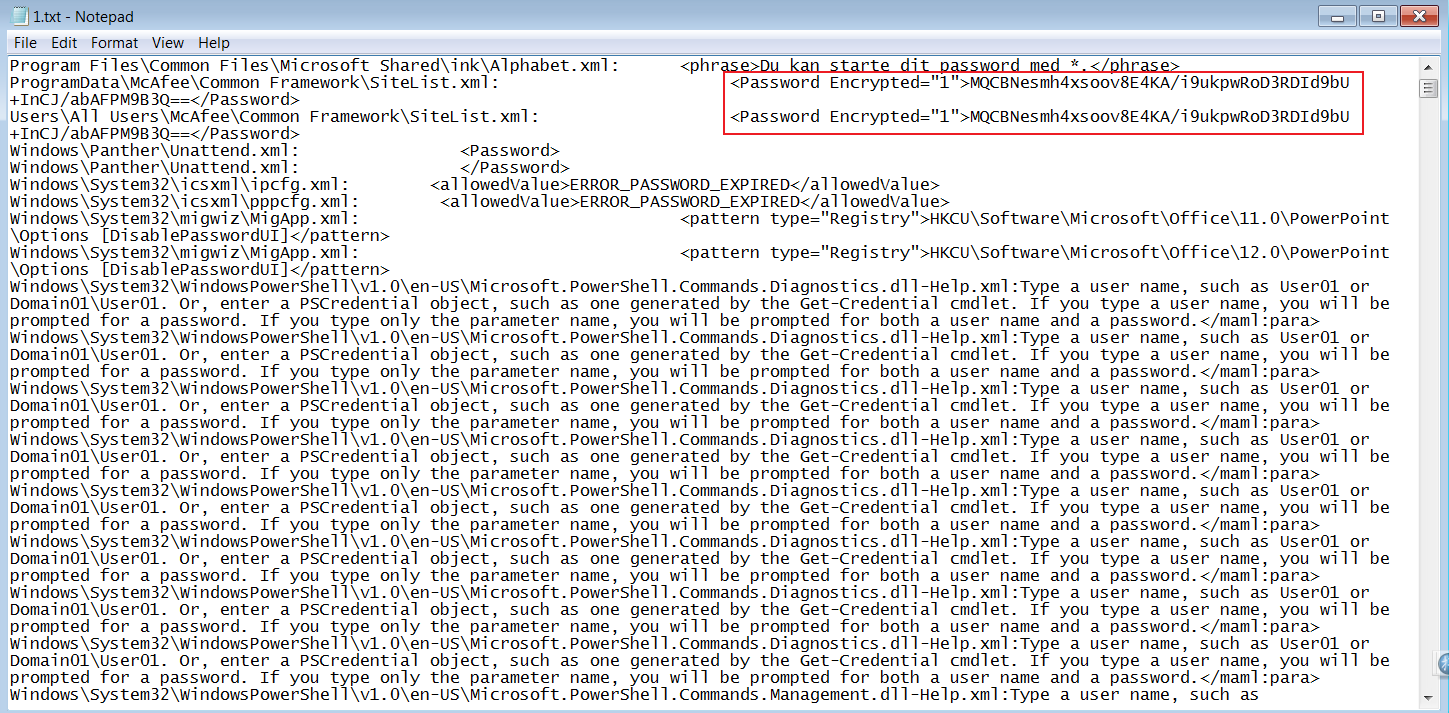 1.txt - Notepad
File Edit Format View Help
Program Files\Common Files\Microsoft Shared\ink\Alphabet.xml: <phrase>Du kan starte dit password med *.</phrase>
ProgramData\McAfee\Common Framework\SiteList.xml: <Password Encrypted="1">MQCBNesmh4xsoov8E4KA/i9ukpwRoD3RDId9bU
+InCJ/abAFPM9B3Q==</Password>
Users\All Users\McAfee\Common Framework\SiteList.xml: <Password Encrypted="1">MQCBNesmh4xsoov8E4KA/i9ukpwRoD3RDId9bU
+InCJ/abAFPM9B3Q==</Password>
Windows\Panther\Unattend.xml: <Password>
Windows\Panther\Unattend.xml: </Password>
Windows\System32\icsxml\ipcfg.xml: <allowedValue>ERROR_PASSWORD_EXPIRED</allowedValue>
Windows\System32\icsxml\pppcfg.xml: <allowedValue>ERROR_PASSWORD_EXPIRED</allowedValue>
Windows\System32\migwiz\MigApp.xml: <pattern type="Registry">HKCU\Software\Microsoft\Office\11.0\PowerPoint
\Options [DisablePasswordUI]</pattern>
Windows\System32\migwiz\MigApp.xml: <pattern type="Registry">HKCU\Software\Microsoft\Office\12.0\PowerPoint
\Options [DisablePasswordUI]</pattern>
Windows\System32\WindowsPowerShell\v1.0\en-US\Microsoft.PowerShell.Commands.Diagnostics.dll-Help.xml:Type a user name, such as User01 or
Domain01\User01. Or, enter a PSCredential object, such as one generated by the Get-Credential cmdlet. If you type a user name, you will be
prompted for a password. If you type only the parameter name, you will be prompted for both a user name and a password.</maml:para>
Windows\System32\WindowsPowerShell\v1.0\en-US\Microsoft.PowerShell.Commands.Diagnostics.dll-Help.xml:Type a user name, such as User01 or
Domain01\User01. Or, enter a PSCredential object, such as one generated by the Get-Credential cmdlet. If you type a user name, you will be
prompted for a password. If you type only the parameter name, you will be prompted for both a user name and a password.</maml:para>
Windows\System32\WindowsPowerShell\v1.0\en-US\Microsoft.PowerShell.Commands.Diagnostics.dll-Help.xml:Type a user name, such as User01 or
Domain01\User01. Or, enter a PSCredential object, such as one generated by the Get-Credential cmdlet. If you type a user name, you will be
prompted for a password. If you type only the parameter name, you will be prompted for both a user name and a password.</maml:para>
Windows\System32\WindowsPowerShell\v1.0\en-US\Microsoft.PowerShell.Commands.Diagnostics.dll-Help.xml:Type a user name, such as User01 or
Domain01\User01. Or, enter a PSCredential object, such as one generated by the Get-Credential cmdlet. If you type a user name, you will be
prompted for a password. If you type only the parameter name, you will be prompted for both a user name and a password.</maml:para>
Windows\System32\WindowsPowerShell\v1.0\en-US\Microsoft.PowerShell.Commands.Diagnostics.dll-Help.xml:Type a user name, such as User01 or
Domain01\User01. Or, enter a PSCredential object, such as one generated by the Get-Credential cmdlet. If you type a user name, you will be
prompted for a password. If you type only the parameter name, you will be prompted for both a user name and a password.</maml:para>
Windows\System32\WindowsPowerShell\v1.0\en-US\Microsoft.PowerShell.Commands.Diagnostics.dll-Help.xml:Type a user name, such as User01 or
Domain01\User01. Or, enter a PSCredential object, such as one generated by the Get-Credential cmdlet. If you type a user name, you will be
prompted for a password. If you type only the parameter name, you will be prompted for both a user name and a password.</maml:para>
Windows\System32\WindowsPowerShell\v1.0\en-US\Microsoft.PowerShell.Commands.Diagnostics.dll-Help.xml:Type a user name, such as User01 or
Domain01\User01. Or, enter a PSCredential object, such as one generated by the Get-Credential cmdlet. If you type a user name, you will be
prompted for a password. If you type only the parameter name, you will be prompted for both a user name and a password.</maml:para>
Windows\System32\WindowsPowerShell\v1.0\en-US\Microsoft.PowerShell.Commands.Diagnostics.dll-Help.xml:Type a user name, such as User01 or
Domain01\User01. Or, enter a PSCredential object, such as one generated by the Get-Credential cmdlet. If you type a user name, you will be
prompted for a password. If you type only the parameter name, you will be prompted for both a user name and a password.</maml:para>
Windows\System32\WindowsPowerShell\v1.0\en-US\Microsoft.PowerShell.Commands.Management.dll-Help.xml:Type a user name, such as